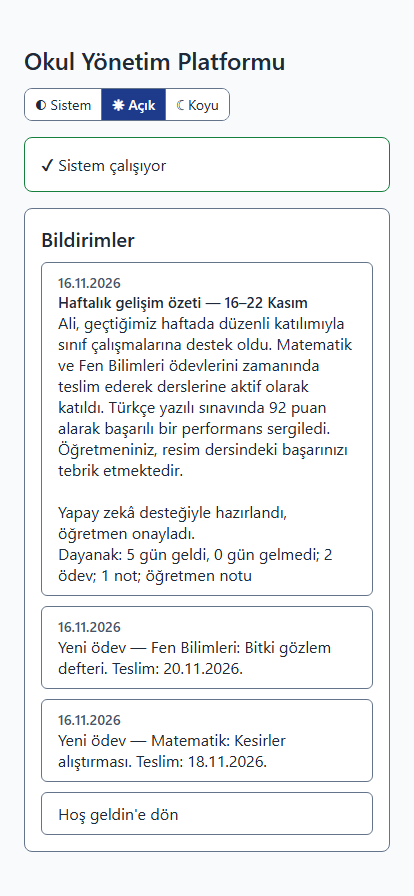 Okul Yönetim Platformu
Sistem
Açık
Koyu
✔ Sistem çalışıyor
Bildirimler
16.11.2026
Haftalık gelişim özeti — 16–22 Kasım
Ali, geçtiğimiz haftada düzenli katılımıyla
sınıf çalışmalarına destek oldu. Matematik
ve Fen Bilimleri ödevlerini zamanında
teslim ederek derslerine aktif olarak
katıldı. Türkçe yazılı sınavında 92 puan
alarak başarılı bir performans sergiledi.
Öğretmeniniz, resim dersindeki başarınızı
tebrik etmektedir.
Yapay zekâ desteğiyle hazırlandı,
öğretmen onayladı.
Dayanak: 5 gün geldi, 0 gün gelmedi; 2
ödev; 1 not; öğretmen notu
16.11.2026
Yeni ödev — Fen Bilimleri: Bitki gözlem
defteri. Teslim: 20.11.2026.
16.11.2026
Yeni ödev — Matematik: Kesirler
alıştırması. Teslim: 18.11.2026.
Hoş geldin'e dön